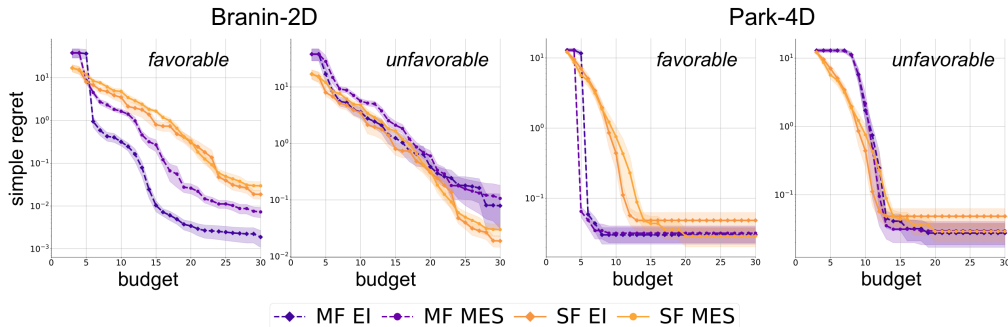 Branin-2D
Park-4D
favorable
unfavorable
favorable
unfavorable
simple regret
10¹
10⁰
10⁻¹
10⁻²
10⁻³
10¹
10⁰
10⁻¹
10⁻²
10¹
10⁰
10⁻¹
10¹
10⁰
10⁻¹
0 5 10 15 20 25 30
0 5 10 15 20 25 30
0 5 10 15 20 25 30
0 5 10 15 20 25 30
budget
budget
budget
budget
MF EI MF MES SF EI SF MES